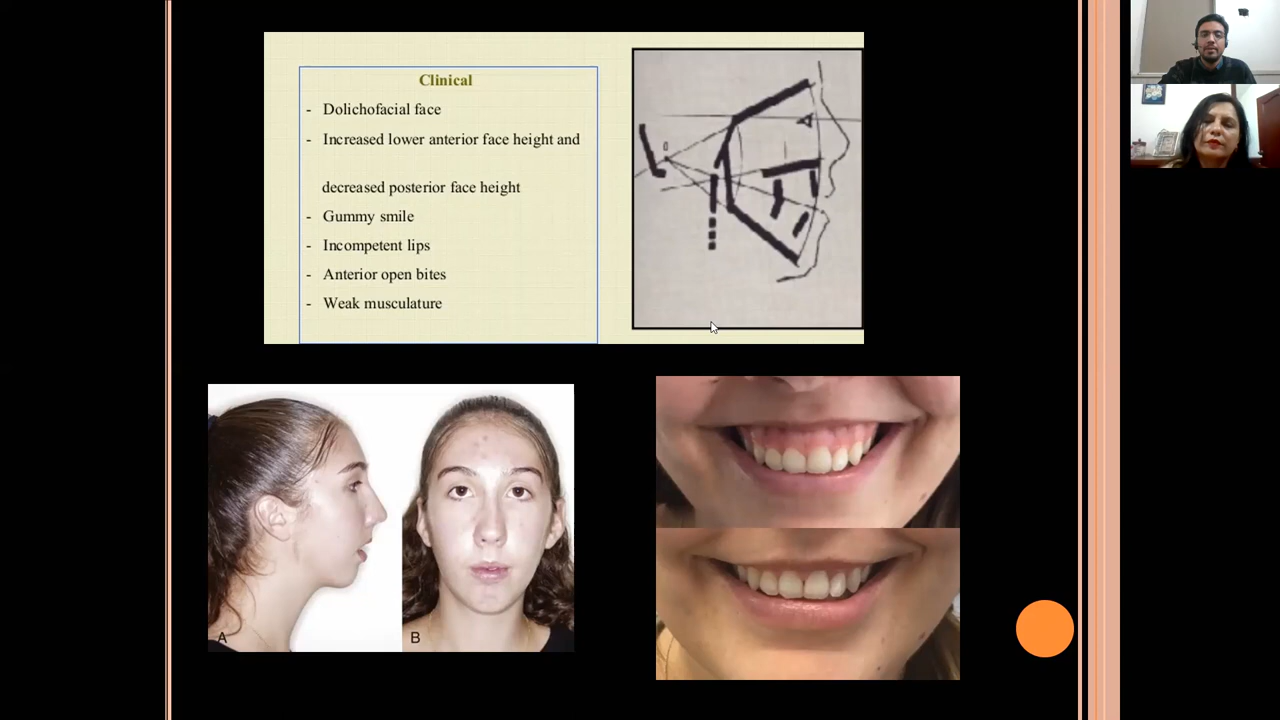 Clinical
- Dolichofacial face
- Increased lower anterior face height and
decreased posterior face height
- Gummy smile
- Incompetent lips
- Anterior open bites
- Weak musculature
A
B